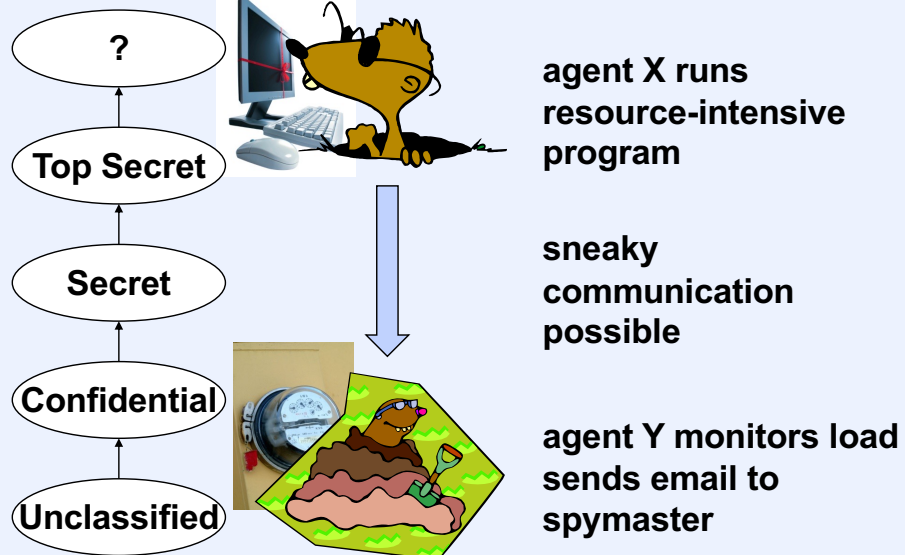 ?
Top Secret
Secret
Confidential
Unclassified
agent X runs
resource-intensive
program
sneaky
communication
possible
agent Y monitors load
sends email to
spymaster